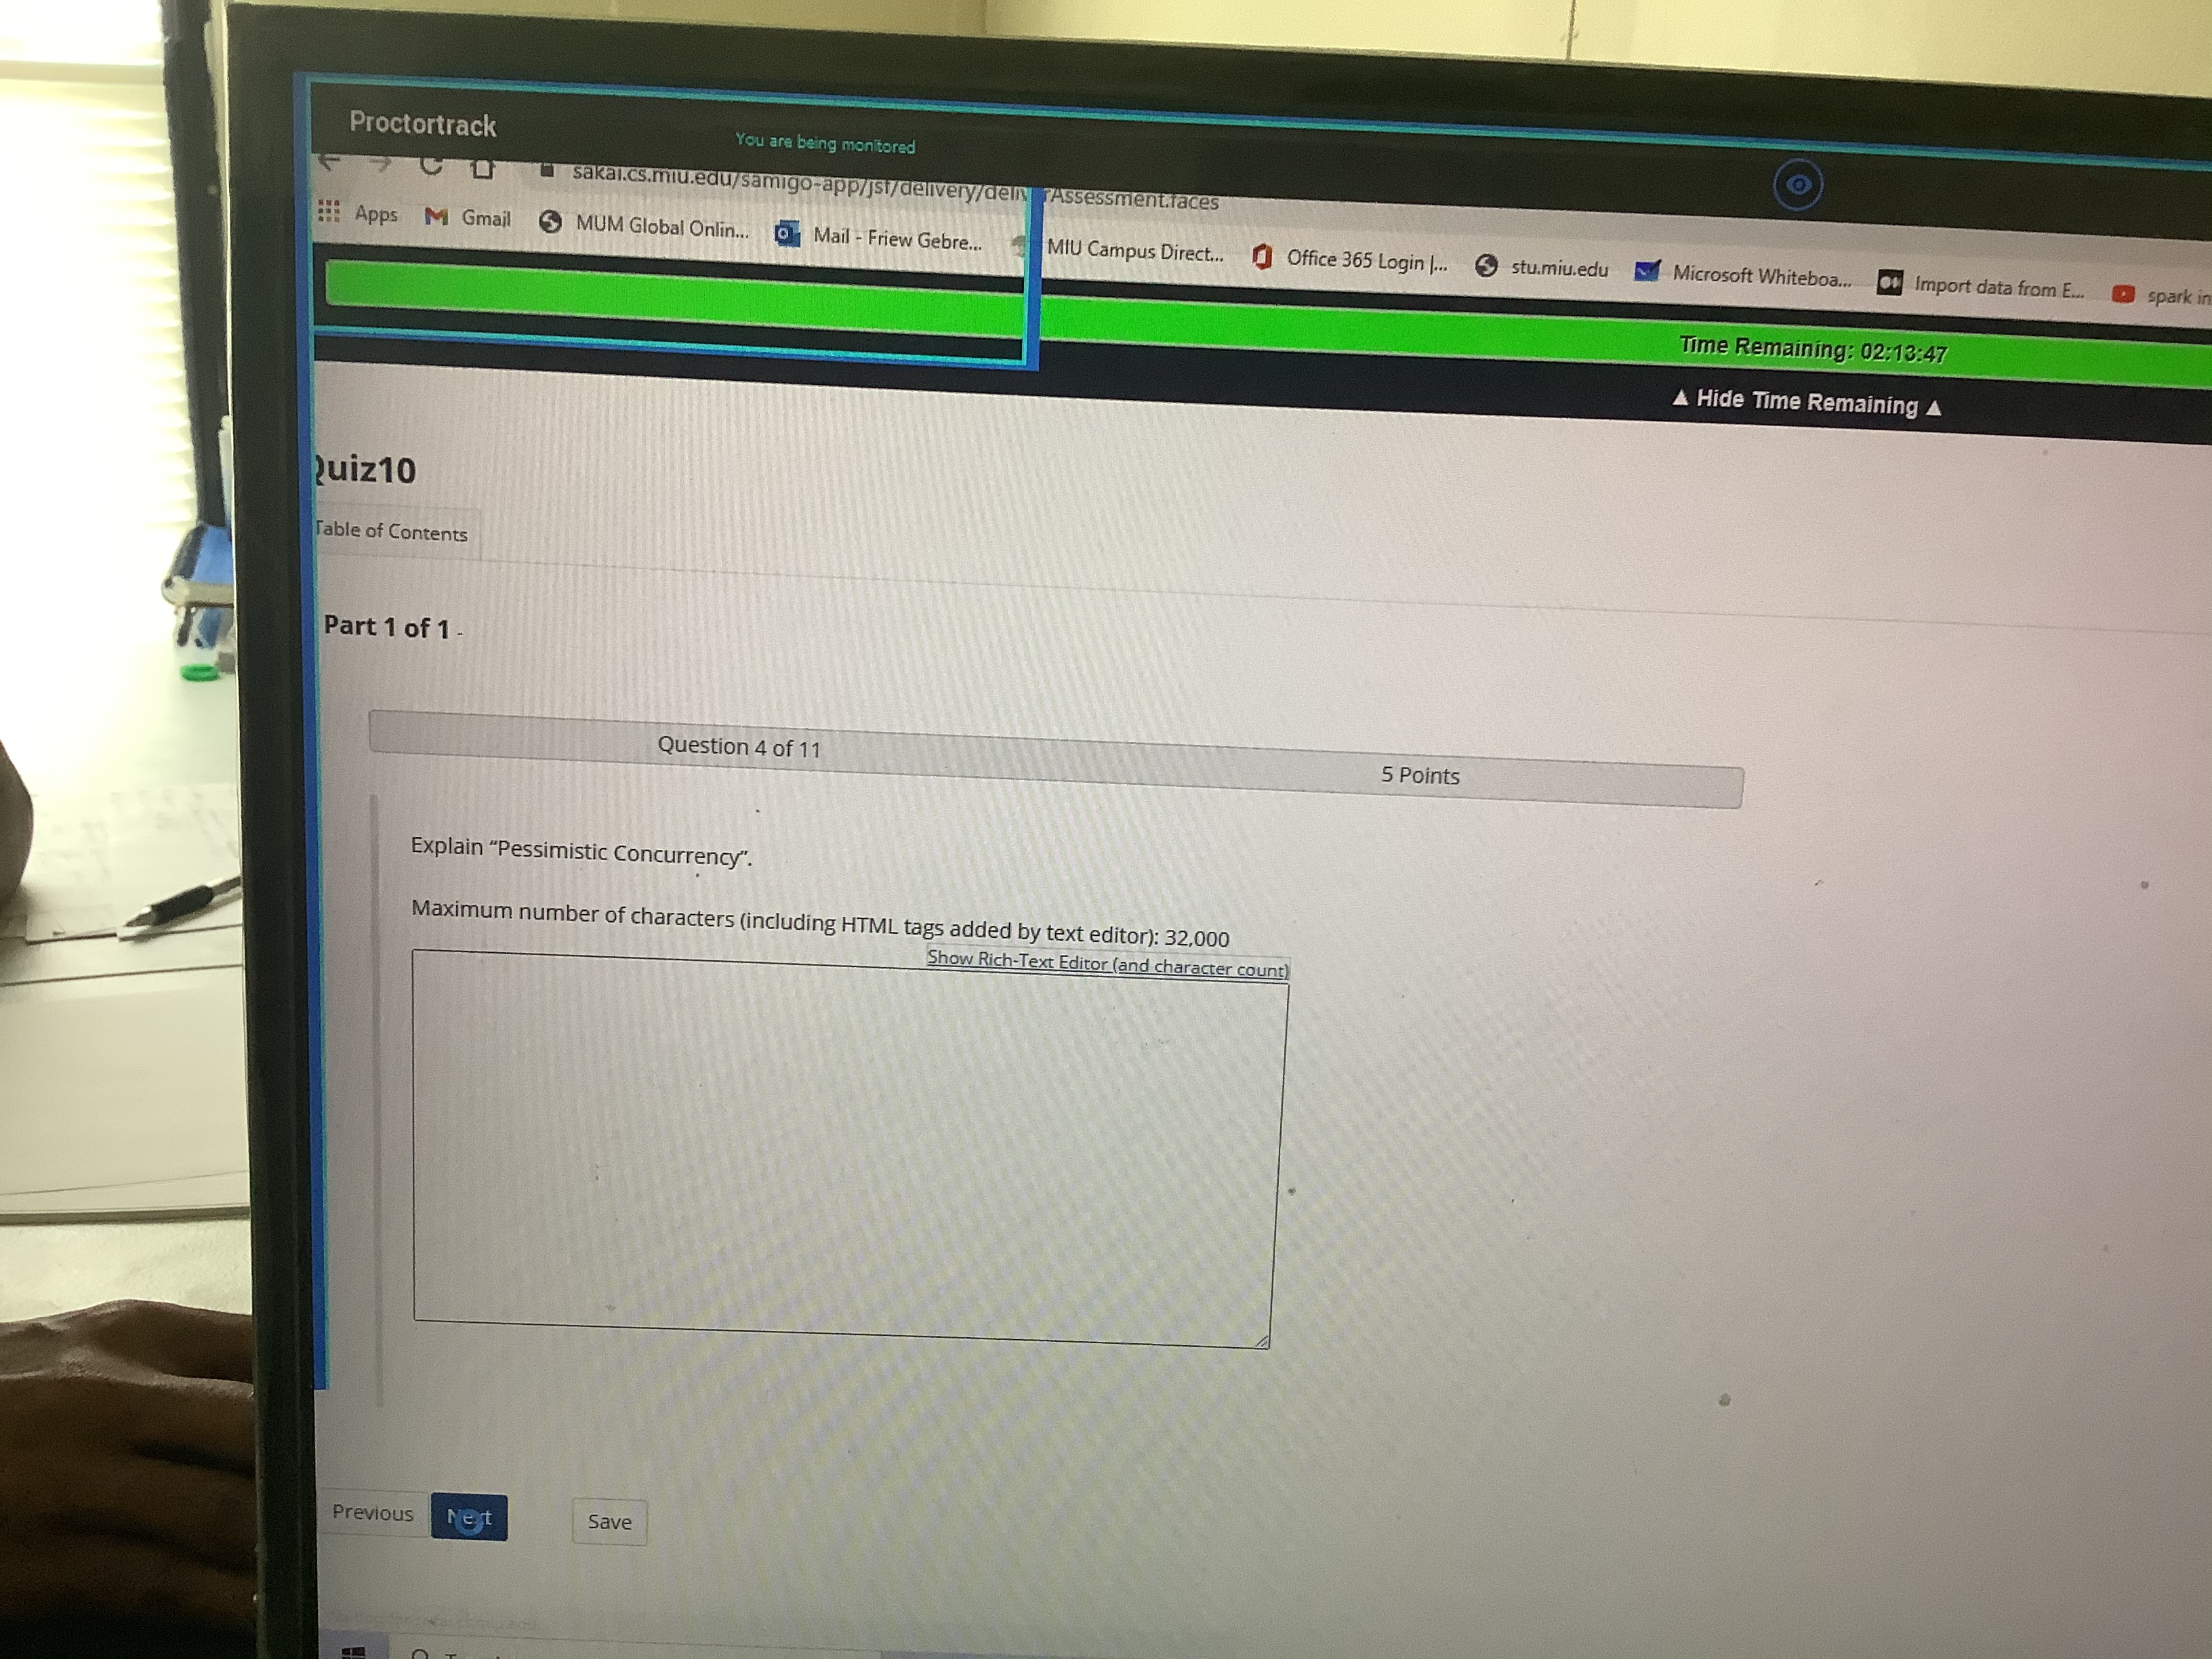 Proctortrack
You are being monitored
sakai.cs.miu.edu/samigo-app/jsf/delivery/deliv rAssessment.faces
Apps Gmail MUM Global Onlin... Mail - Friew Gebre... MIU Campus Direct... Office 365 Login |... stu.miu.edu Microsoft Whiteboa... Import data from E... spark in
Time Remaining: 02:13:47
▲ Hide Time Remaining ▲
Quiz10
Table of Contents
Part 1 of 1 -
Question 4 of 11 5 Points
Explain “Pessimistic Concurrency”.
Maximum number of characters (including HTML tags added by text editor): 32,000
Show Rich-Text Editor (and character count)
Previous Next Save